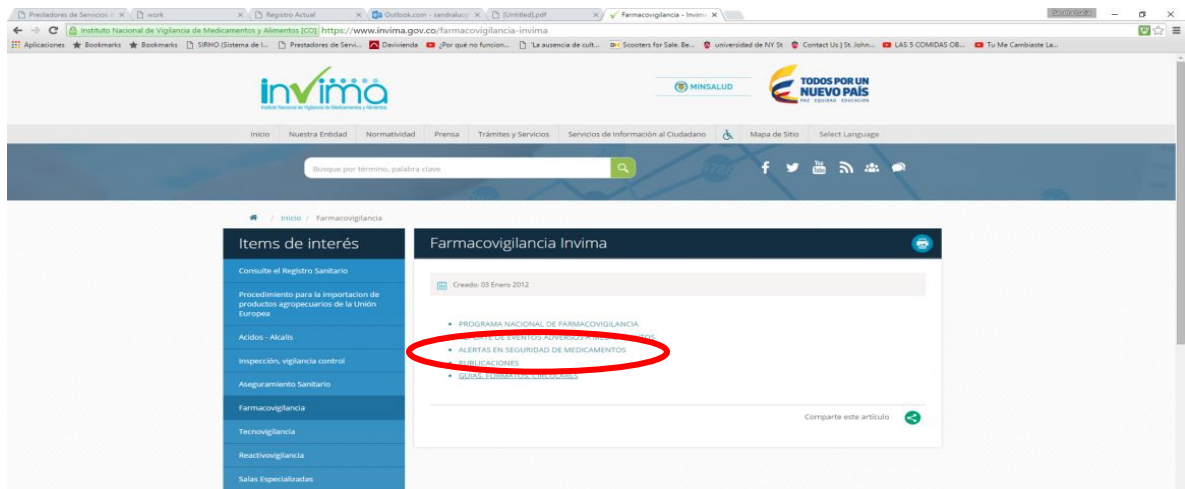 Prestadores de Servicios
work
Registro Actual
Outlook.com - sandralucp
[Untitled].pdf
Farmacovigilancia - Invim
Instituto Nacional de Vigilancia de Medicamentos y Alimentos [CO] https://www.invima.gov.co/farmacovigilancia-invima
Aplicaciones Bookmarks Bookmarks SIRHO (Sistema de I... Prestadores de Servi... Davivienda ¿Por qué no funcion... 'La ausencia de cult... Scooters for Sale. Be... universidad de NY St Contact Us | St. John... LAS 5 COMIDAS OB... Tu Me Cambiaste La...
invima
Instituto Nacional de Vigilancia de Medicamentos y Alimentos
MINSALUD
TODOS POR UN
NUEVO PAÍS
PAZ EQUIDAD EDUCACIÓN
Inicio Nuestra Entidad Normatividad Prensa Trámites y Servicios Servicios de Información al Ciudadano Mapa de Sitio Select Language
Busque por término, palabra clave
You
Tube
/ Inicio / Farmacovigilancia
Items de interés
Consulte el Registro Sanitario
Procedimiento para la importacion de
productos agropecuarios de la Unión
Europea
Acidos - Alcalis
Inspección, vigilancia control
Aseguramiento Sanitario
Farmacovigilancia
Tecnovigilancia
Reactivovigilancia
Salas Especializadas
Farmacovigilancia Invima
Creado: 03 Enero 2012
PROGRAMA NACIONAL DE FARMACOVIGILANCIA
REPORTE DE EVENTOS ADVERSOS A MEDICAMENTOS
ALERTAS EN SEGURIDAD DE MEDICAMENTOS
PUBLICACIONES
GUIAS, FORMATOS, CIRCULARES
Comparte este artículo